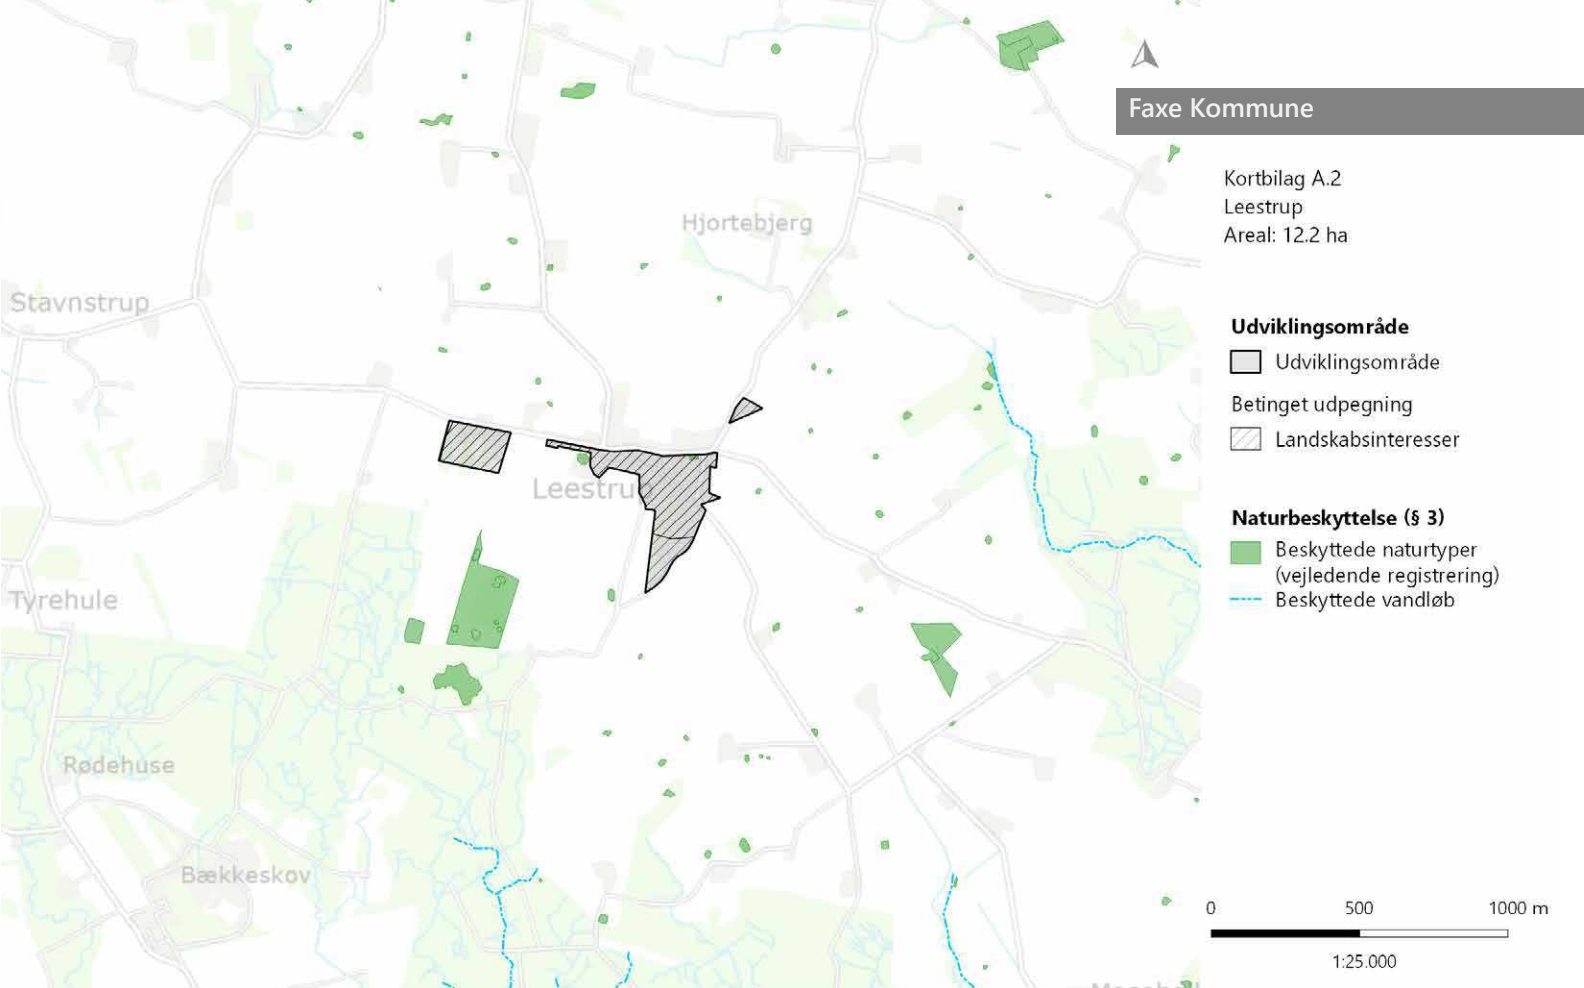 Faxe Kommune
Kortbilag A.2
Leestrup
Areal: 12.2 ha
Udviklingsområde
Udviklingsområde
Betinget udpegning
Landskabsinteresser
Naturbeskyttelse (§ 3)
Beskyttede naturtyper
(vejledende registrering)
Beskyttede vandløb
0 500 1000 m
1:25.000
Hjortebjerg
Stavnstrup
Leestrup
Tyrehule
Rødehuse
Bækkeskov